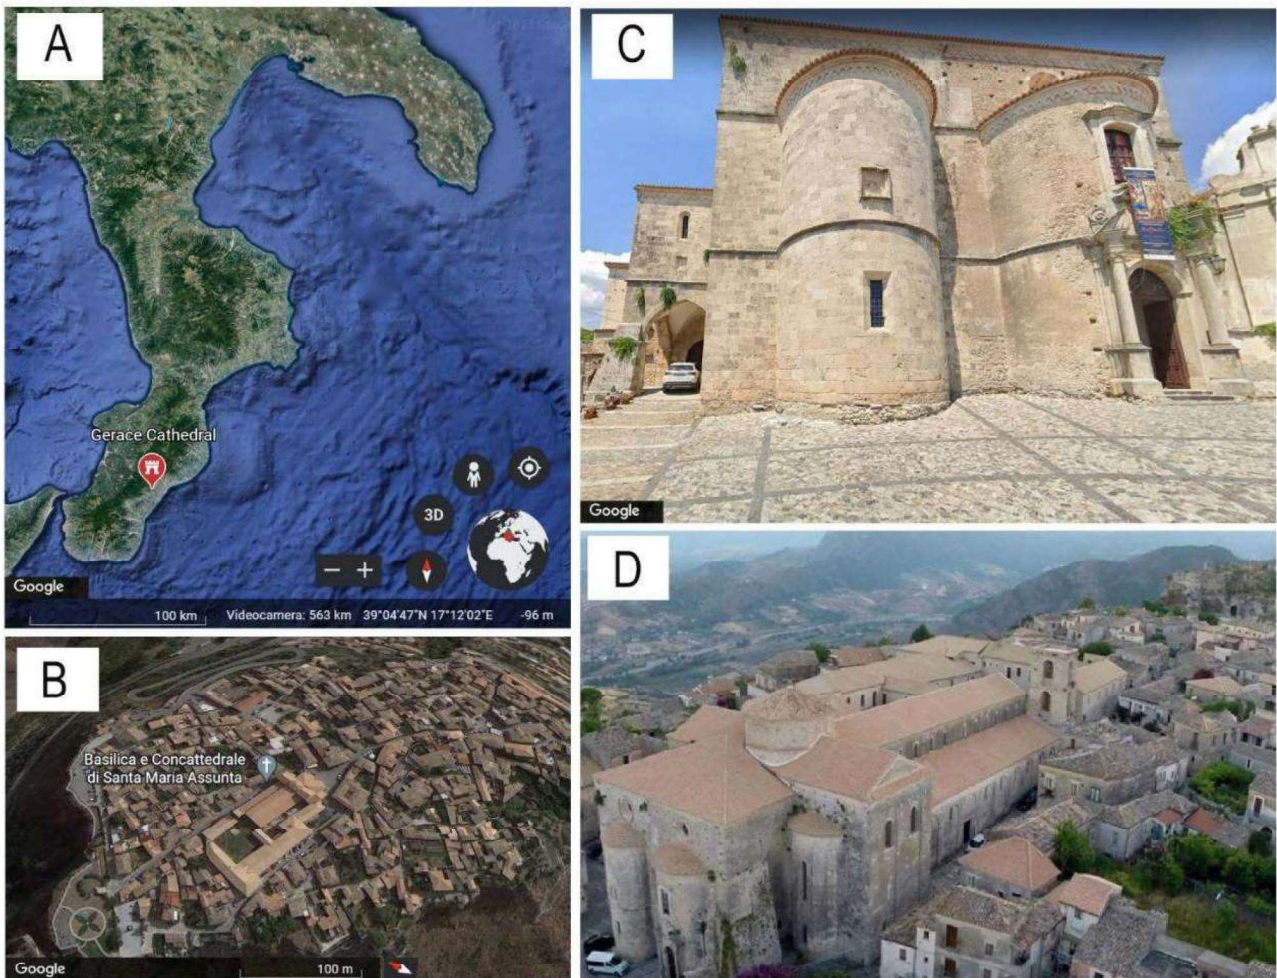 A
Gerace Cathedral
3D
Google
100 km
Videocamera: 563 km 39°04'47"N 17°12'02"E -96 m
B
Basilica e Concattedrale
di Santa Maria Assunta
Google
100 m
C
Google
D